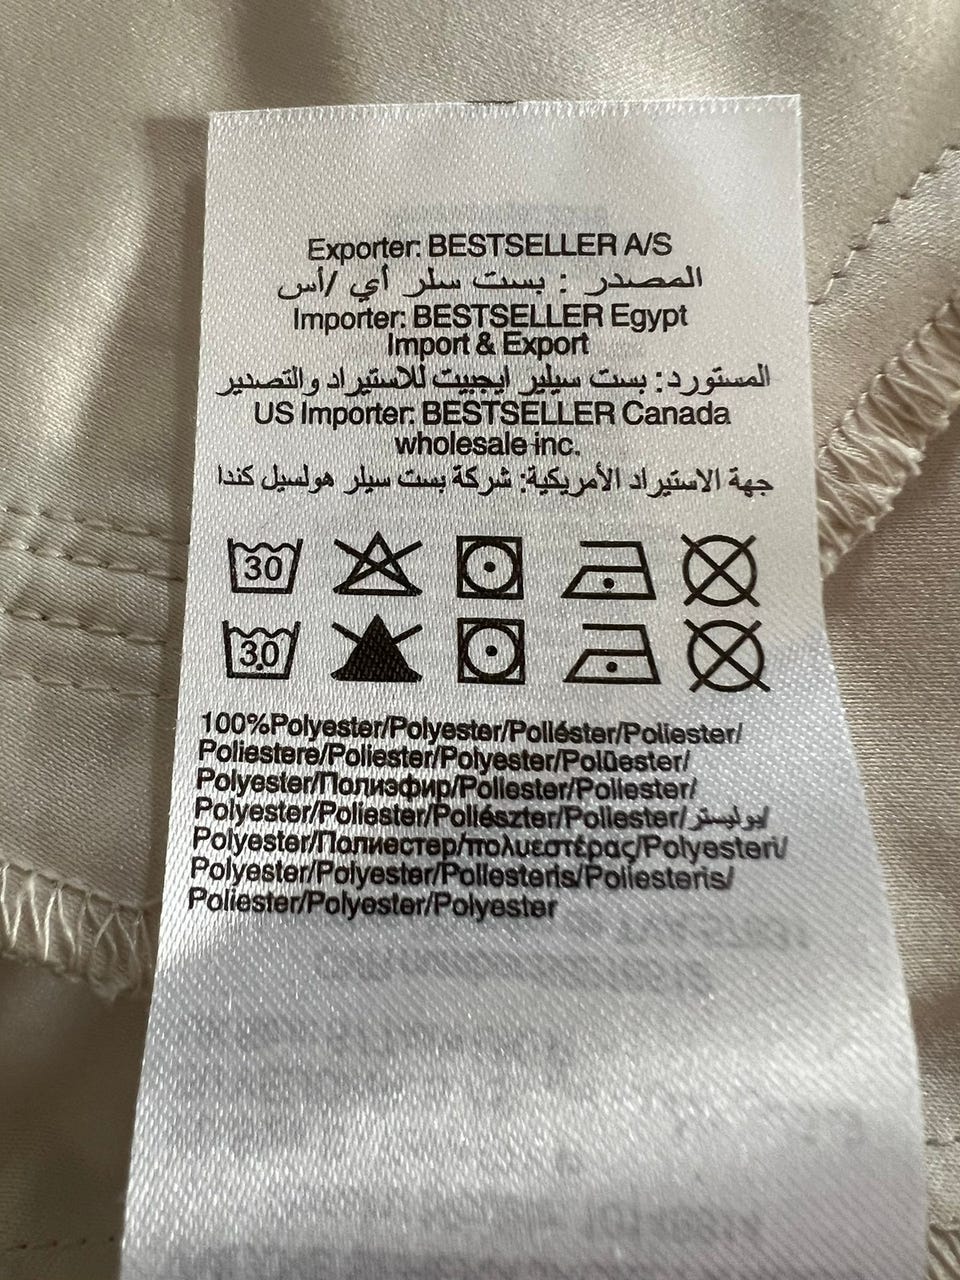 Exporter: BESTSELLER A/S
المصدر : بست سلر أي /أس
Importer: BESTSELLER Egypt
Import & Export
المستورد: بست سيلير ايجيبت للاستيراد والتصدير
US Importer: BESTSELLER Canada
wholesale inc.
جهة الاستيراد الأمريكية: شركة بست سيلر هولسيل كندا
30
30
100%Polyester/Polyester/Polléster/Poliester/
Poliestere/Poliester/Polyester/Polüester/
Polyester/Полиэфир/Poliester/Poliester/
Polyester/Poliester/Poliészter/Poliester/بوليستر/
Polyester/Полиестер/πολυεστέρας/Polyesteri/
Polyester/Polyester/Poliesteris/Poliesteris/
Poliester/Polyester/Polyester